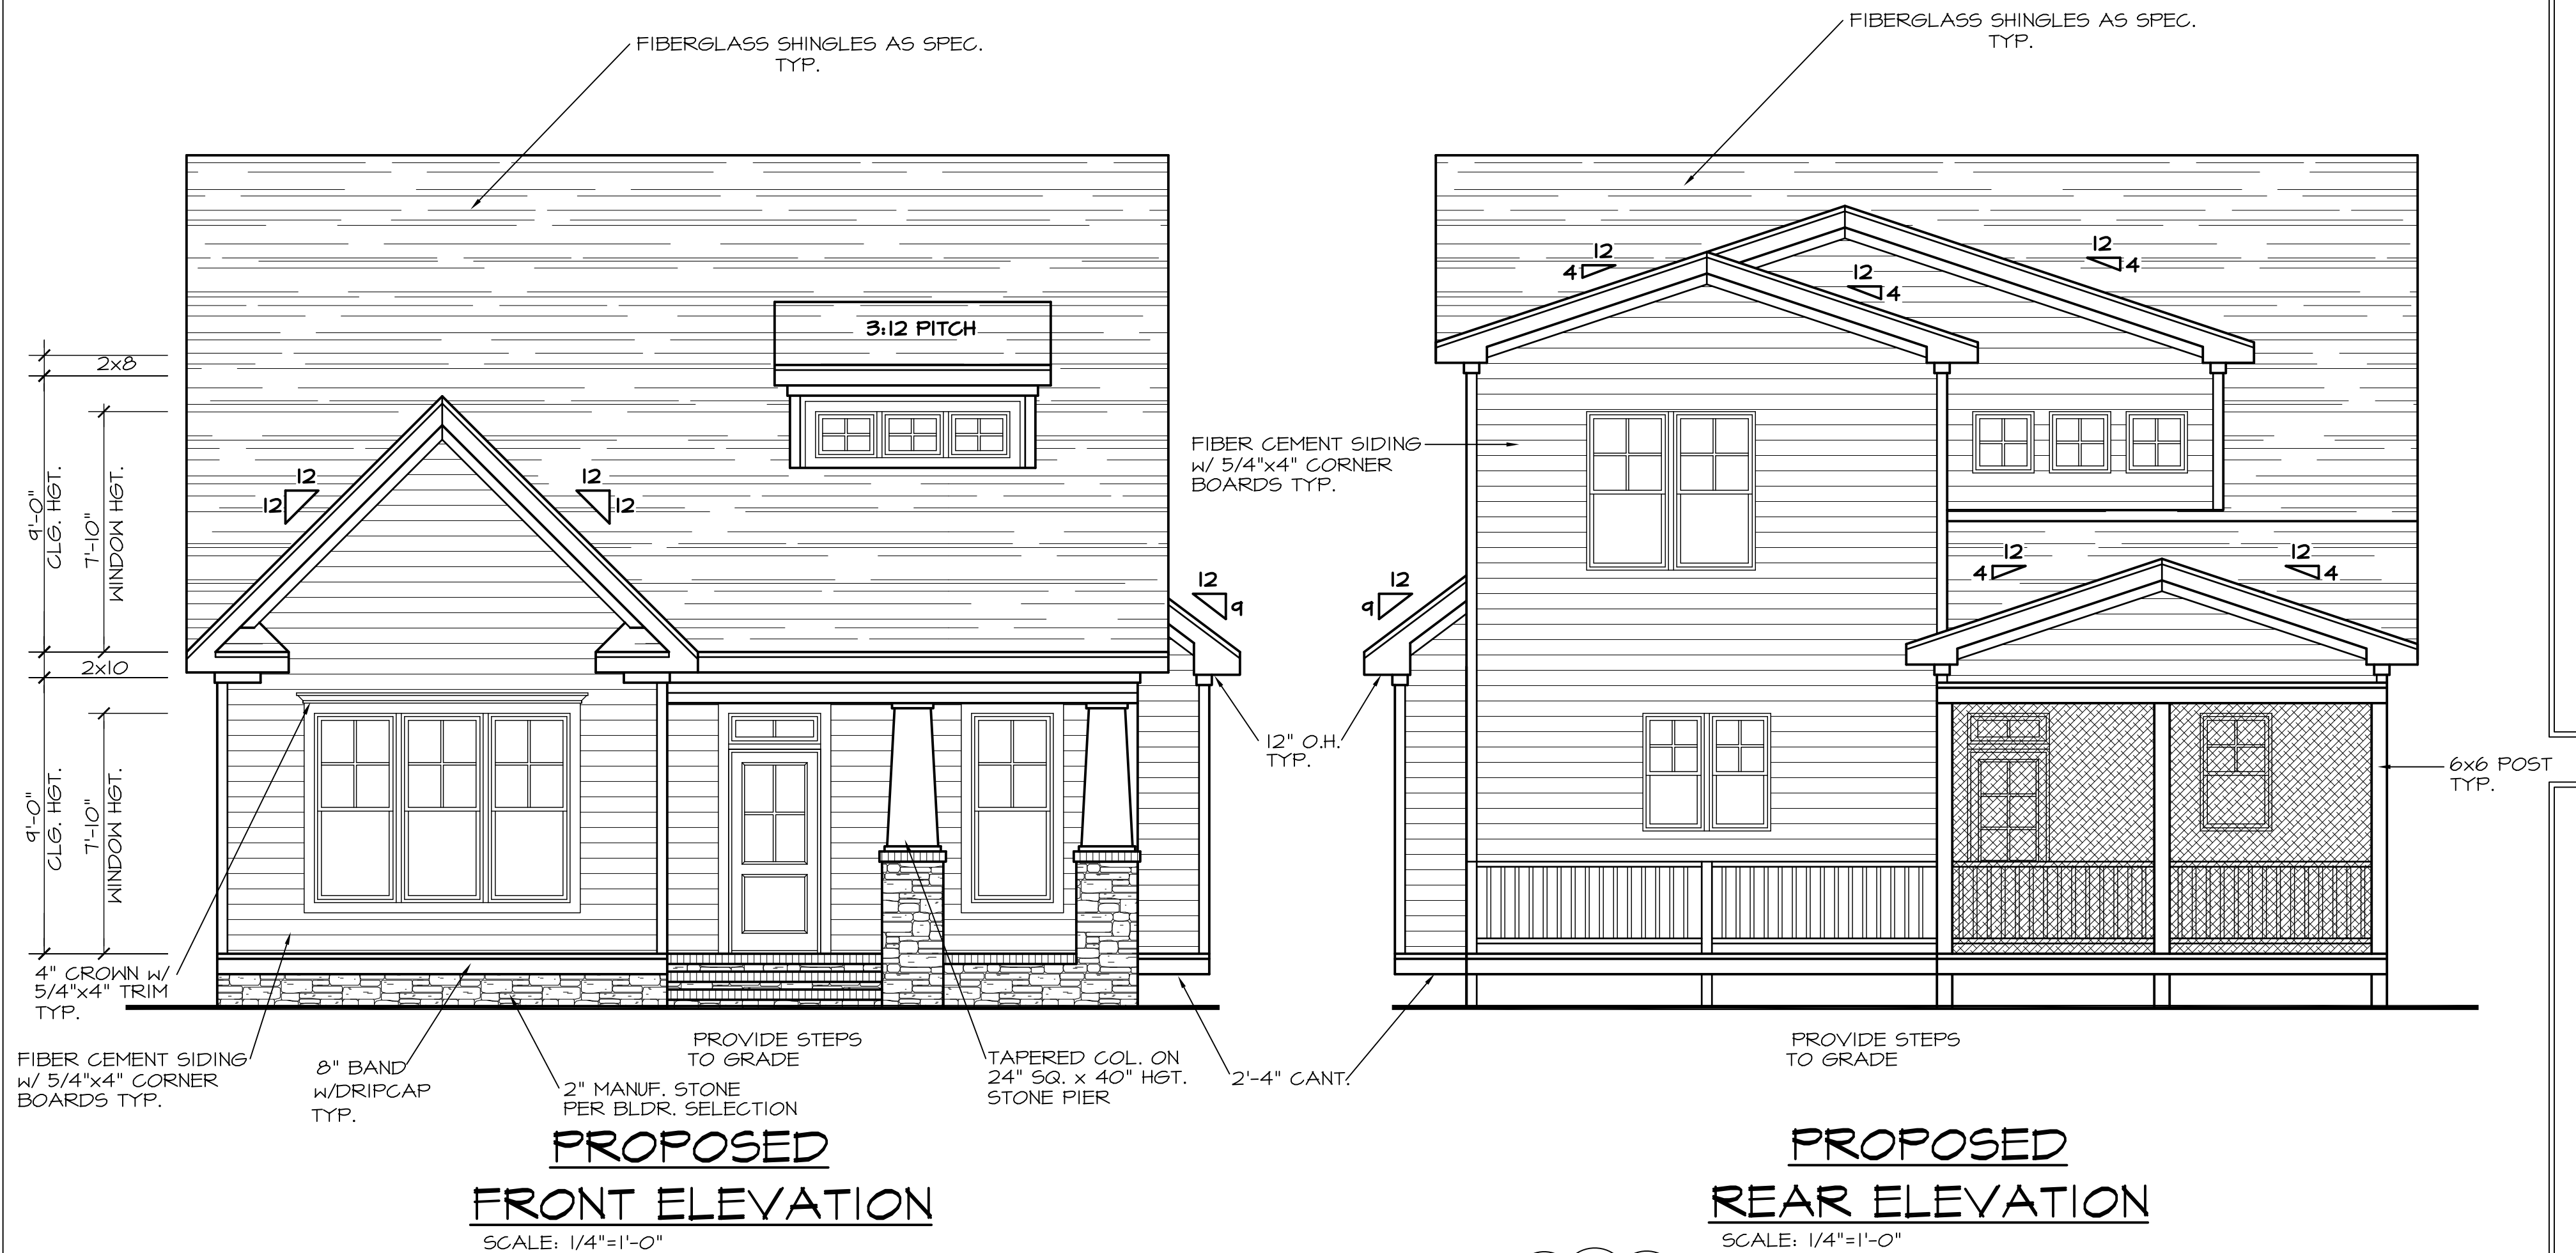 FIBERGLASS SHINGLES AS SPEC.
TYP.
3:12 PITCH
2x8
9'-0"
CLG. HGT.
7'-10"
WINDOW HGT.
12
12
12
12
12
9
2x10
9'-0"
CLG. HGT.
7'-10"
WINDOW HGT.
4" CROWN W/
5/4"x4" TRIM
TYP.
FIBER CEMENT SIDING
W/ 5/4"x4" CORNER
BOARDS TYP.
8" BAND
W/DRIPCAP
TYP.
2" MANUF. STONE
PER BLDR. SELECTION
PROVIDE STEPS
TO GRADE
TAPERED COL. ON
24" SQ. x 40" HGT.
STONE PIER
2'-4" CANT.
12" O.H.
TYP.
PROPOSED
FRONT ELEVATION
SCALE: 1/4"=1'-0"
FIBERGLASS SHINGLES AS SPEC.
TYP.
12
4
12
4
12
4
FIBER CEMENT SIDING
W/ 5/4"x4" CORNER
BOARDS TYP.
12
9
12
4
12
4
6x6 POST
TYP.
PROVIDE STEPS
TO GRADE
PROPOSED
REAR ELEVATION
SCALE: 1/4"=1'-0"